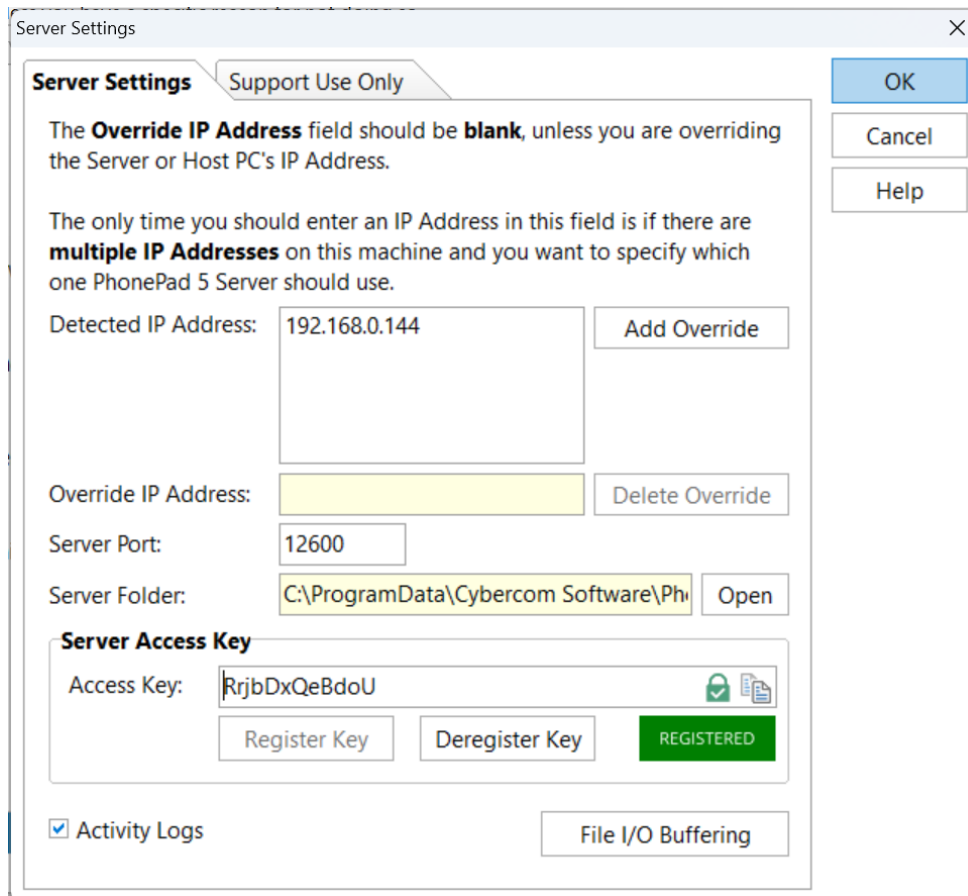 Server Settings
Server Settings
Support Use Only
OK
The Override IP Address field should be blank, unless you are overriding
the Server or Host PC's IP Address.
Cancel
Help
The only time you should enter an IP Address in this field is if there are
multiple IP Addresses on this machine and you want to specify which
one PhonePad 5 Server should use.
Detected IP Address:
192.168.0.144
Add Override
Override IP Address:
Delete Override
Server Port:
12600
Server Folder:
C:\ProgramData\Cybercom Software\Ph
Open
Server Access Key
Access Key:
RrjbDxQeBdoU
Register Key
Deregister Key
REGISTERED
Activity Logs
File I/O Buffering